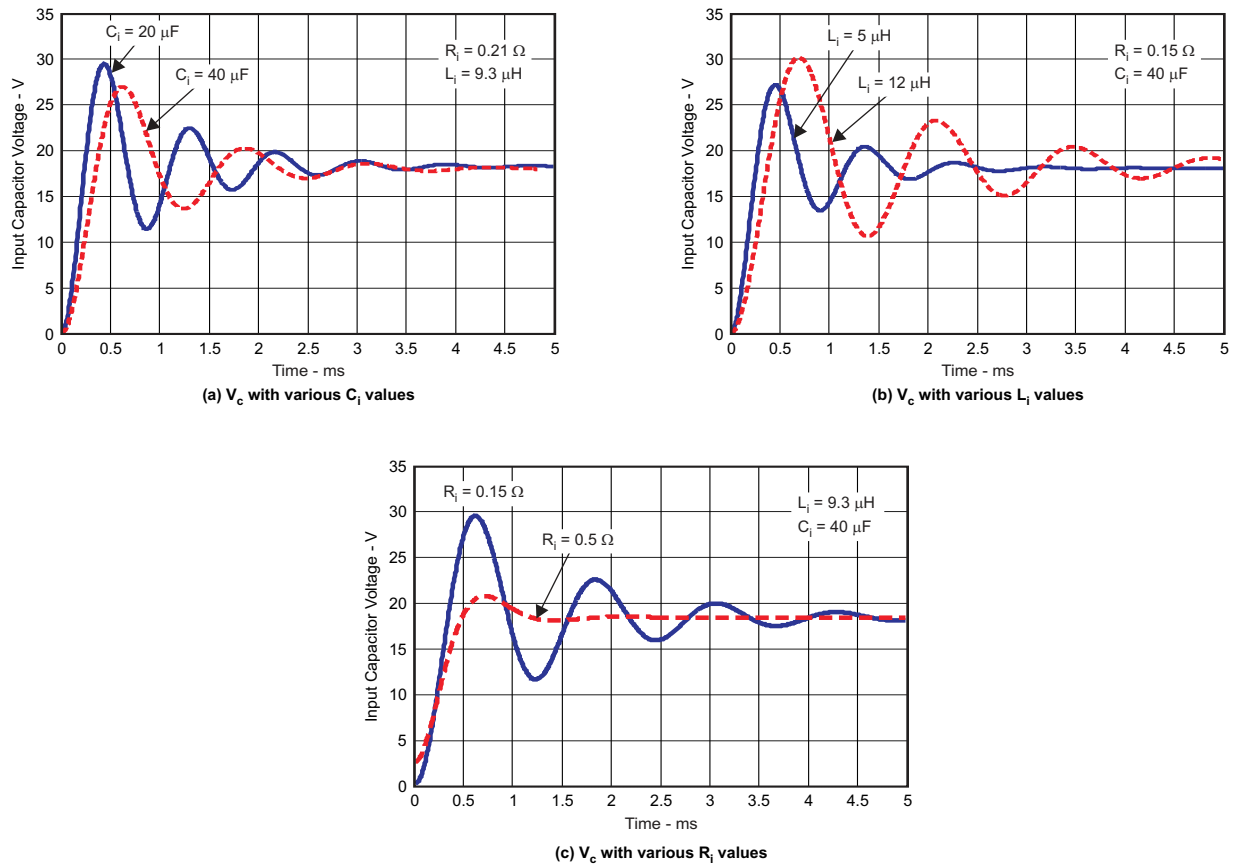 35
30
25
20
15
10
5
0
Input Capacitor Voltage - V
Cᵢ = 20 μF
Cᵢ = 40 μF
Rᵢ = 0.21 Ω
Lᵢ = 9.3 μH
0 0.5 1 1.5 2 2.5 3 3.5 4 4.5 5
Time - ms
(a) V_c with various Cᵢ values
35
30
25
20
15
10
5
0
Input Capacitor Voltage - V
Lᵢ = 5 μH
Lᵢ = 12 μH
Rᵢ = 0.15 Ω
Cᵢ = 40 μF
0 0.5 1 1.5 2 2.5 3 3.5 4 4.5 5
Time - ms
(b) V_c with various Lᵢ values
35
30
25
20
15
10
5
0
Input Capacitor Voltage - V
Rᵢ = 0.15 Ω
Rᵢ = 0.5 Ω
Lᵢ = 9.3 μH
Cᵢ = 40 μF
0 0.5 1 1.5 2 2.5 3 3.5 4 4.5 5
Time - ms
(c) V_c with various Rᵢ values